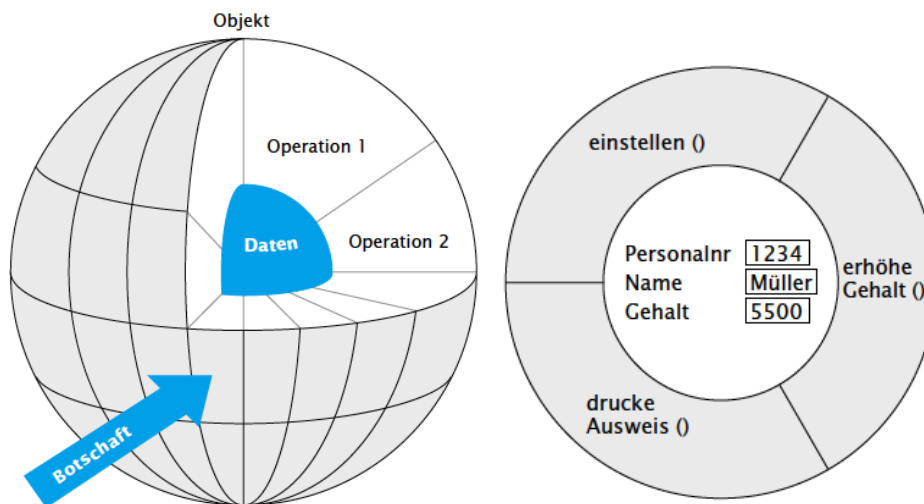 Objekt
Operation 1
Daten
Operation 2
Botschaft
einstellen ()
Personalnr 1234
Name Müller
Gehalt 5500
erhöhe
Gehalt ()
drucke
Ausweis ()